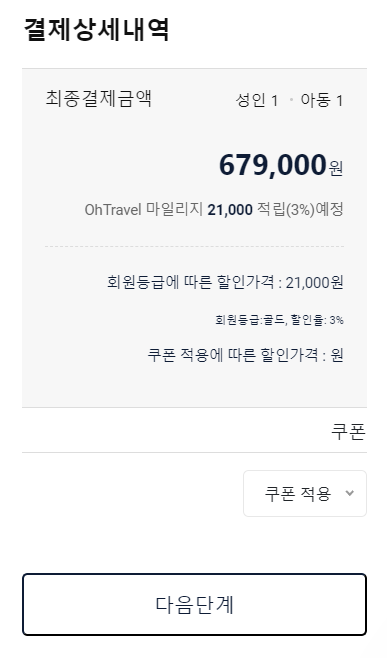 결제상세내역
최종결제금액 성인 1 • 아동 1
679,000원
OhTravel 마일리지 21,000 적립(3%)예정
회원등급에 따른 할인가격 : 21,000원
회원등급:골드, 할인율: 3%
쿠폰 적용에 따른 할인가격 : 원
쿠폰
쿠폰 적용
다음단계